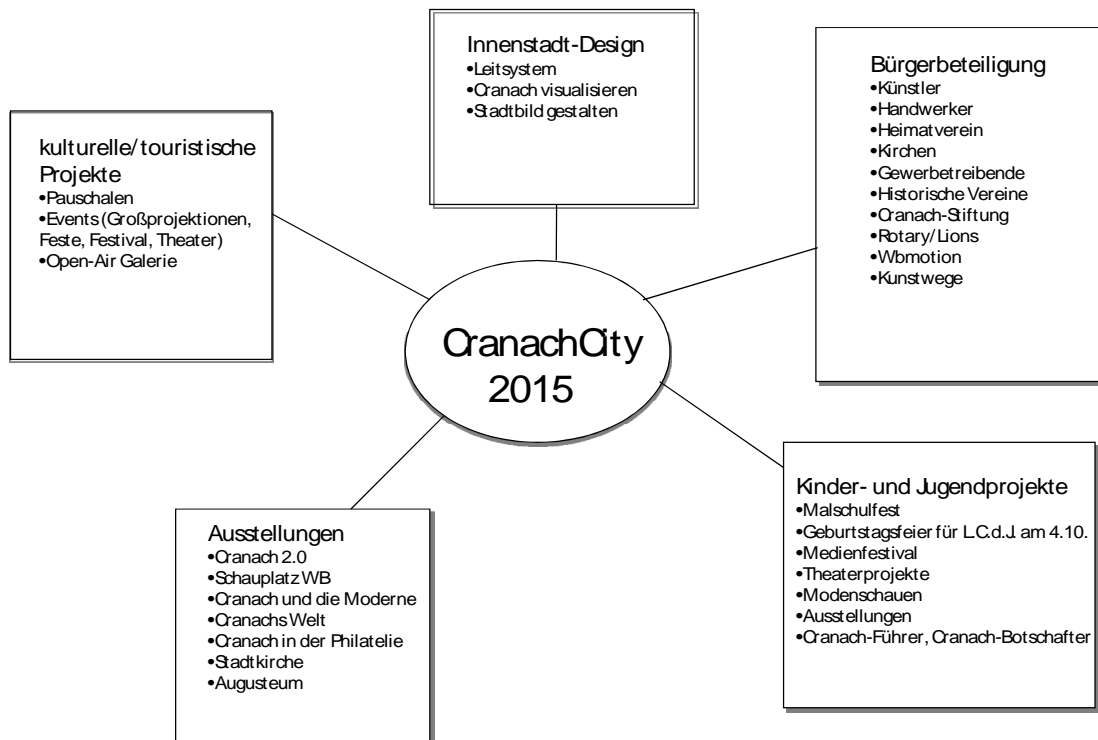 Innenstadt-Design
•Leitsystem
•Cranach visualisieren
•Stadtbild gestalten
Bürgerbeteiligung
•Künstler
•Handwerker
•Heimatverein
•Kirchen
•Gewerbetreibende
•Historische Vereine
•Cranach-Stiftung
•Rotary/Lions
•Wbmotion
•Kunstwege
kulturelle/touristische
Projekte
•Pauschalen
•Events (Großprojektionen,
Feste, Festival, Theater)
•Open-Air Galerie
CranachCity
2015
Ausstellungen
•Cranach 2.0
•Schauplatz WB
•Cranach und die Moderne
•Cranachs Welt
•Cranach in der Philatelie
•Stadtkirche
•Augusteum
Kinder- und Jugendprojekte
•Malschulfest
•Geburtstagsfeier für L.C.d.J. am 4.10.
•Medienfestival
•Theaterprojekte
•Modenschauen
•Ausstellungen
•Cranach-Führer, Cranach-Botschafter